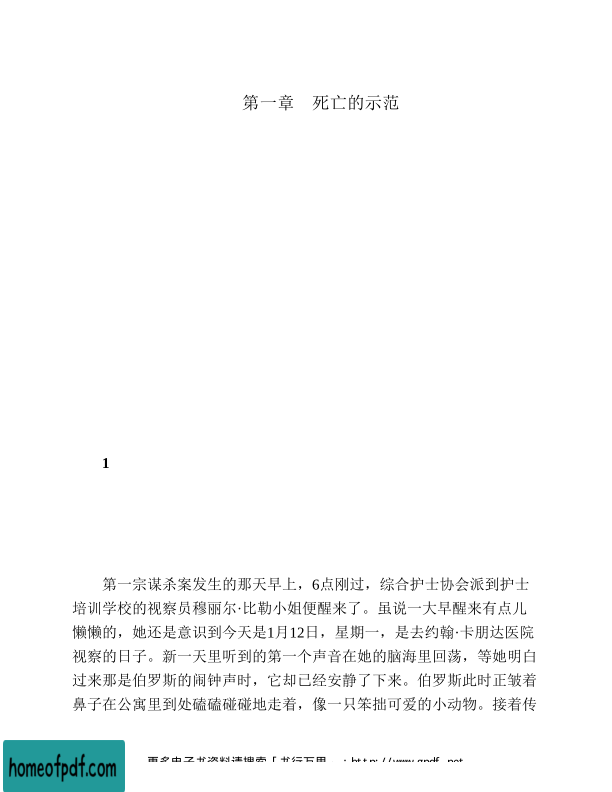 第一章 死亡的示范
1
第一宗谋杀案发生的那天早上，6点刚过，综合护士协会派到护士
培训学校的视察员穆丽尔·比勒小姐便醒来了。虽说一大早醒来有点儿
懒懒的，她还是意识到今天是1月12日，星期一，是去约翰·卡朋达医院
视察的日子。新一天里听到的第一个声音在她的脑海里回荡，等她明白
过来那是伯罗斯的闹钟声时，它却已经安静了下来。伯罗斯此时正皱着
鼻子在公寓里到处磕磕碰碰地走着，像一只笨拙可爱的小动物。接着传
更多电子书资料请搜索「书行万里
homeofpdf.com